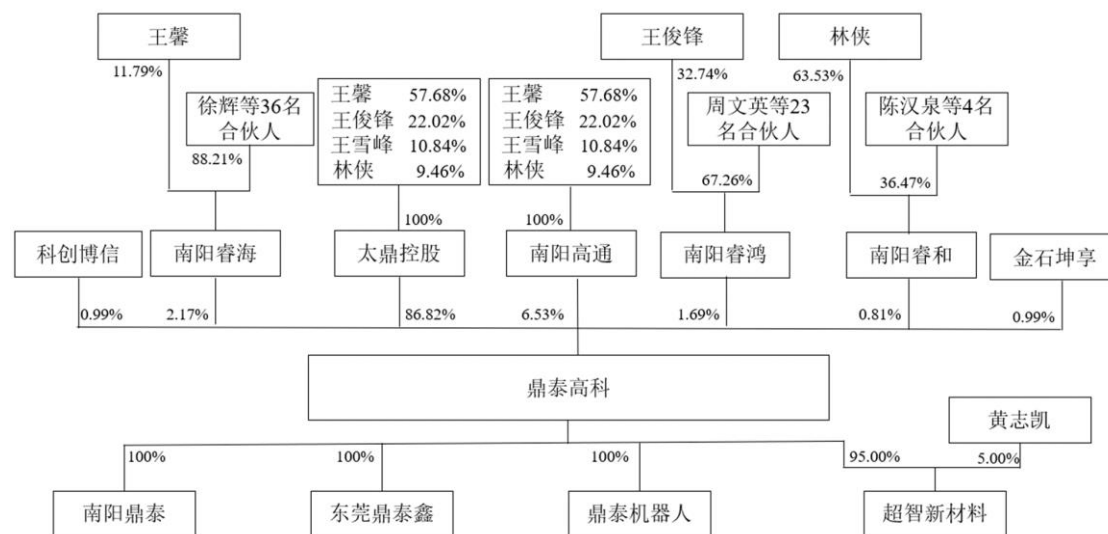 王馨
王俊锋
林侠
11.79%
32.74%
63.53%
徐辉等36名
合伙人
88.21%
王馨 57.68%
王俊锋 22.02%
王雪峰 10.84%
林侠 9.46%
王馨 57.68%
王俊锋 22.02%
王雪峰 10.84%
林侠 9.46%
周文英等23
名合伙人
67.26%
陈汉泉等4名
合伙人
36.47%
100%
100%
科创博信
南阳睿海
太鼎控股
南阳高通
南阳睿鸿
南阳睿和
金石坤享
0.99%
2.17%
86.82%
6.53%
1.69%
0.81%
0.99%
鼎泰高科
黄志凯
100%
100%
100%
95.00%
5.00%
南阳鼎泰
东莞鼎泰鑫
鼎泰机器人
超智新材料